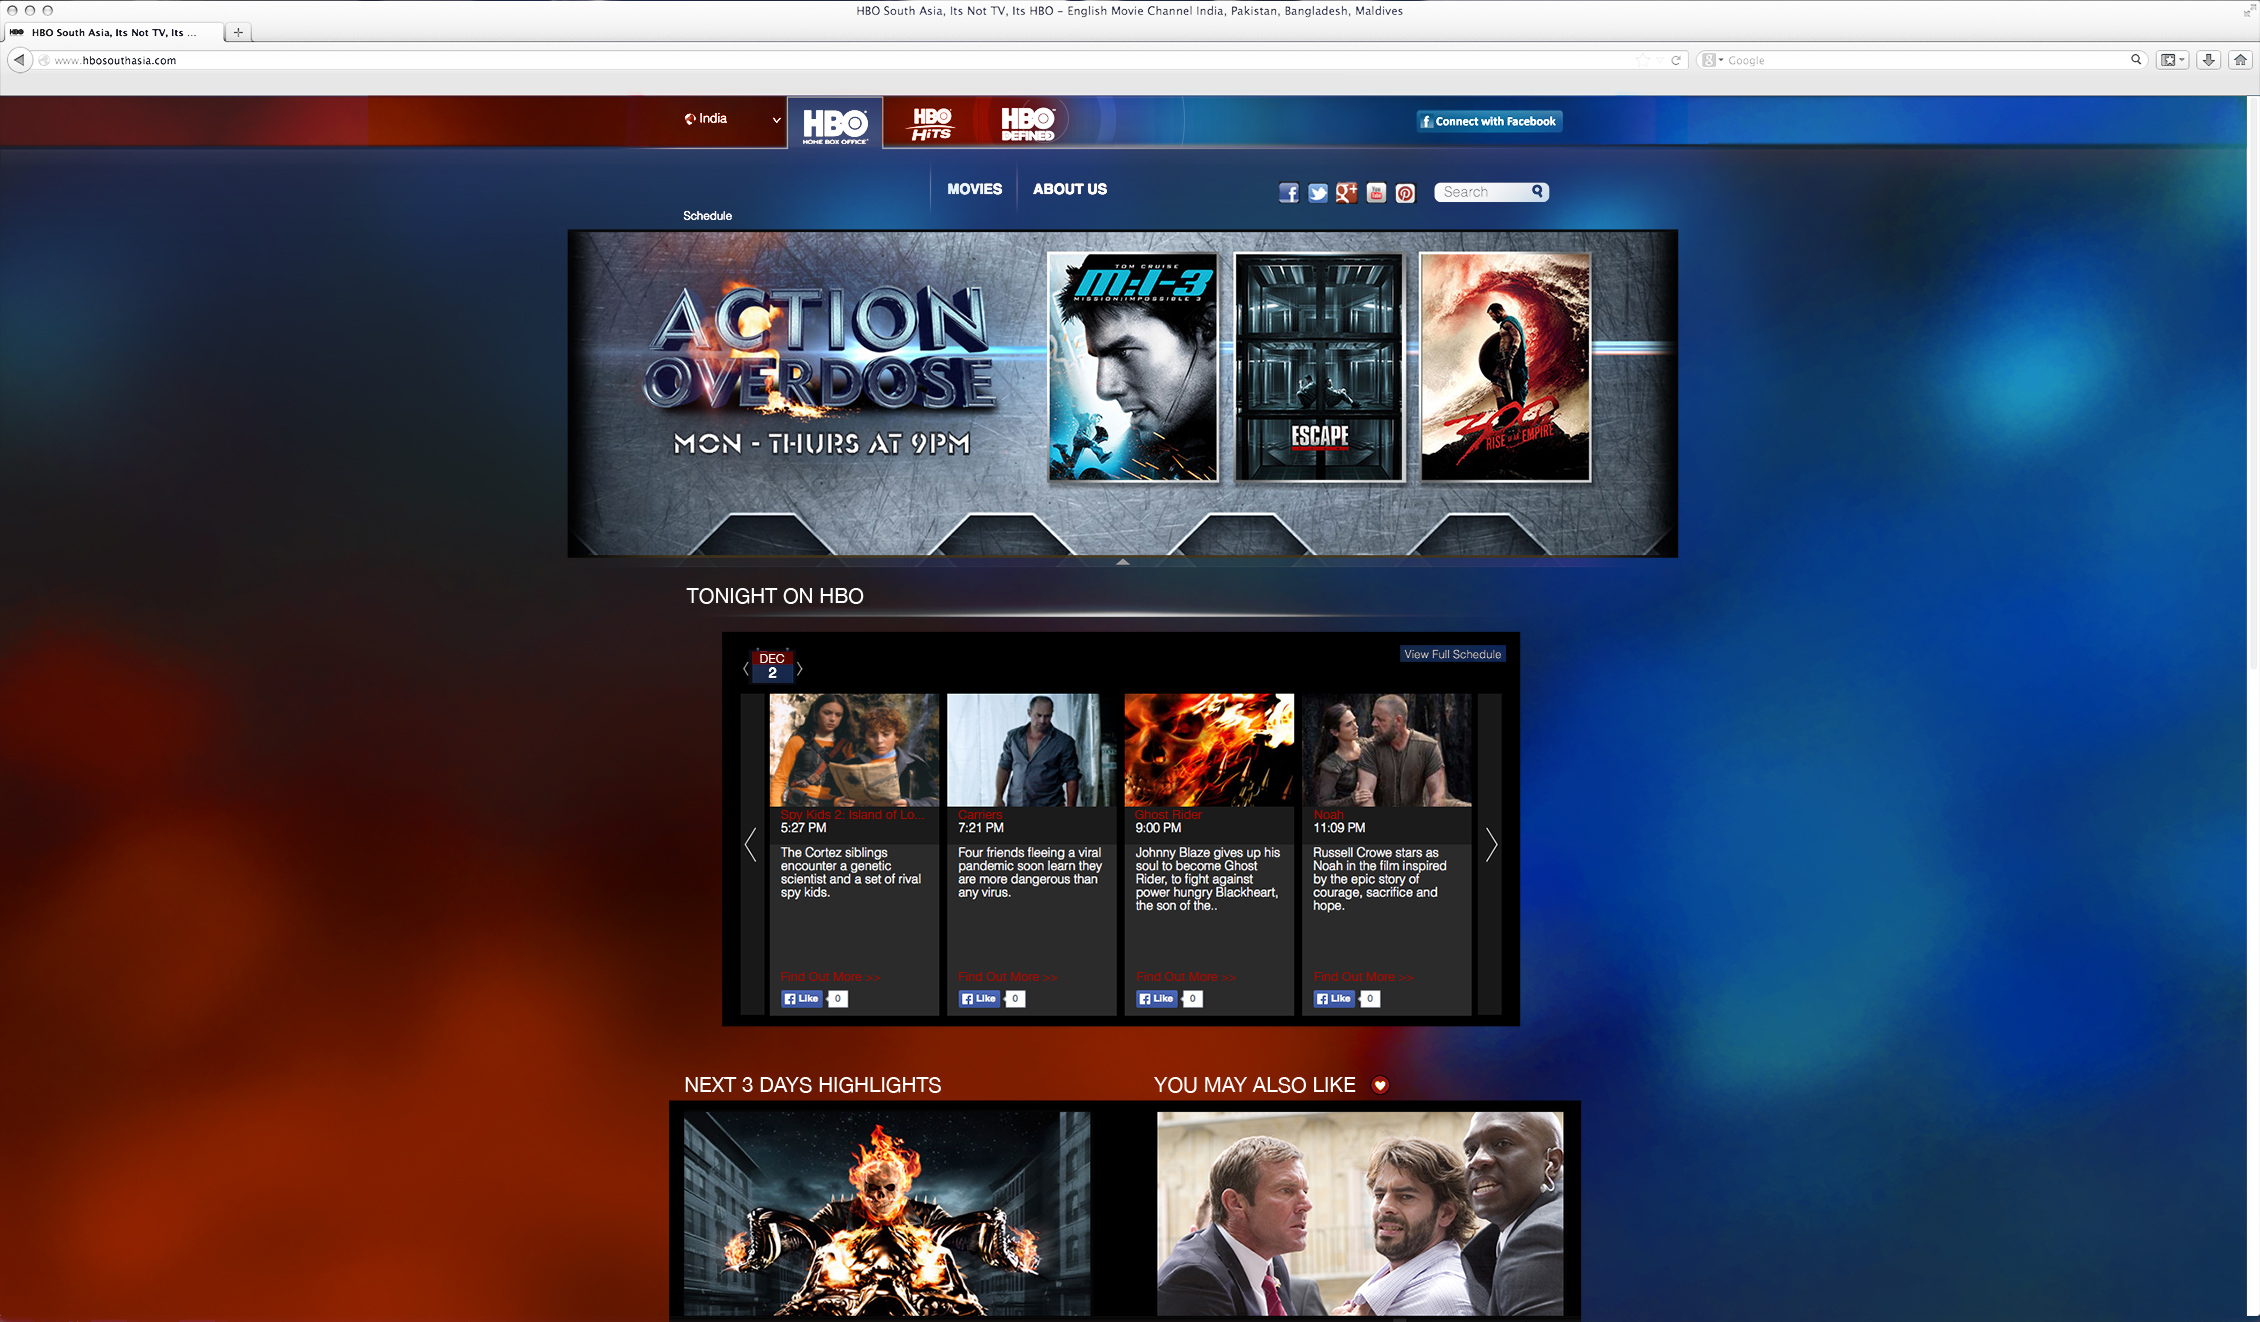 HBO South Asia, Its Not TV, Its HBO – English Movie Channel India, Pakistan, Bangladesh, Maldives
HBO HBO South Asia, Its Not TV, Its ...
www.hbosouthasia.com
Google
India
HBO
HOME BOX OFFICE
HBO
HiTS
HBO
DEFINED
Connect with Facebook
MOVIES
ABOUT US
Search
Schedule
ACTION
OVERDOSE
MON - THURS AT 9PM
TOM CRUISE
M:I-3
MISSION:IMPOSSIBLE 3
ESCAPE
300
RISE OF AN EMPIRE
TONIGHT ON HBO
DEC
2
View Full Schedule
Spy Kids 2: Island of Lo...
5:27 PM
The Cortez siblings
encounter a genetic
scientist and a set of rival
spy kids.
Find Out More >>
Like 0
Carriers
7:21 PM
Four friends fleeing a viral
pandemic soon learn they
are more dangerous than
any virus.
Find Out More >>
Like 0
Ghost Rider
9:00 PM
Johnny Blaze gives up his
soul to become Ghost
Rider, to fight against
power hungry Blackheart,
the son of the..
Find Out More >>
Like 0
Noah
11:09 PM
Russell Crowe stars as
Noah in the film inspired
by the epic story of
courage, sacrifice and
hope.
Find Out More >>
Like 0
NEXT 3 DAYS HIGHLIGHTS
YOU MAY ALSO LIKE